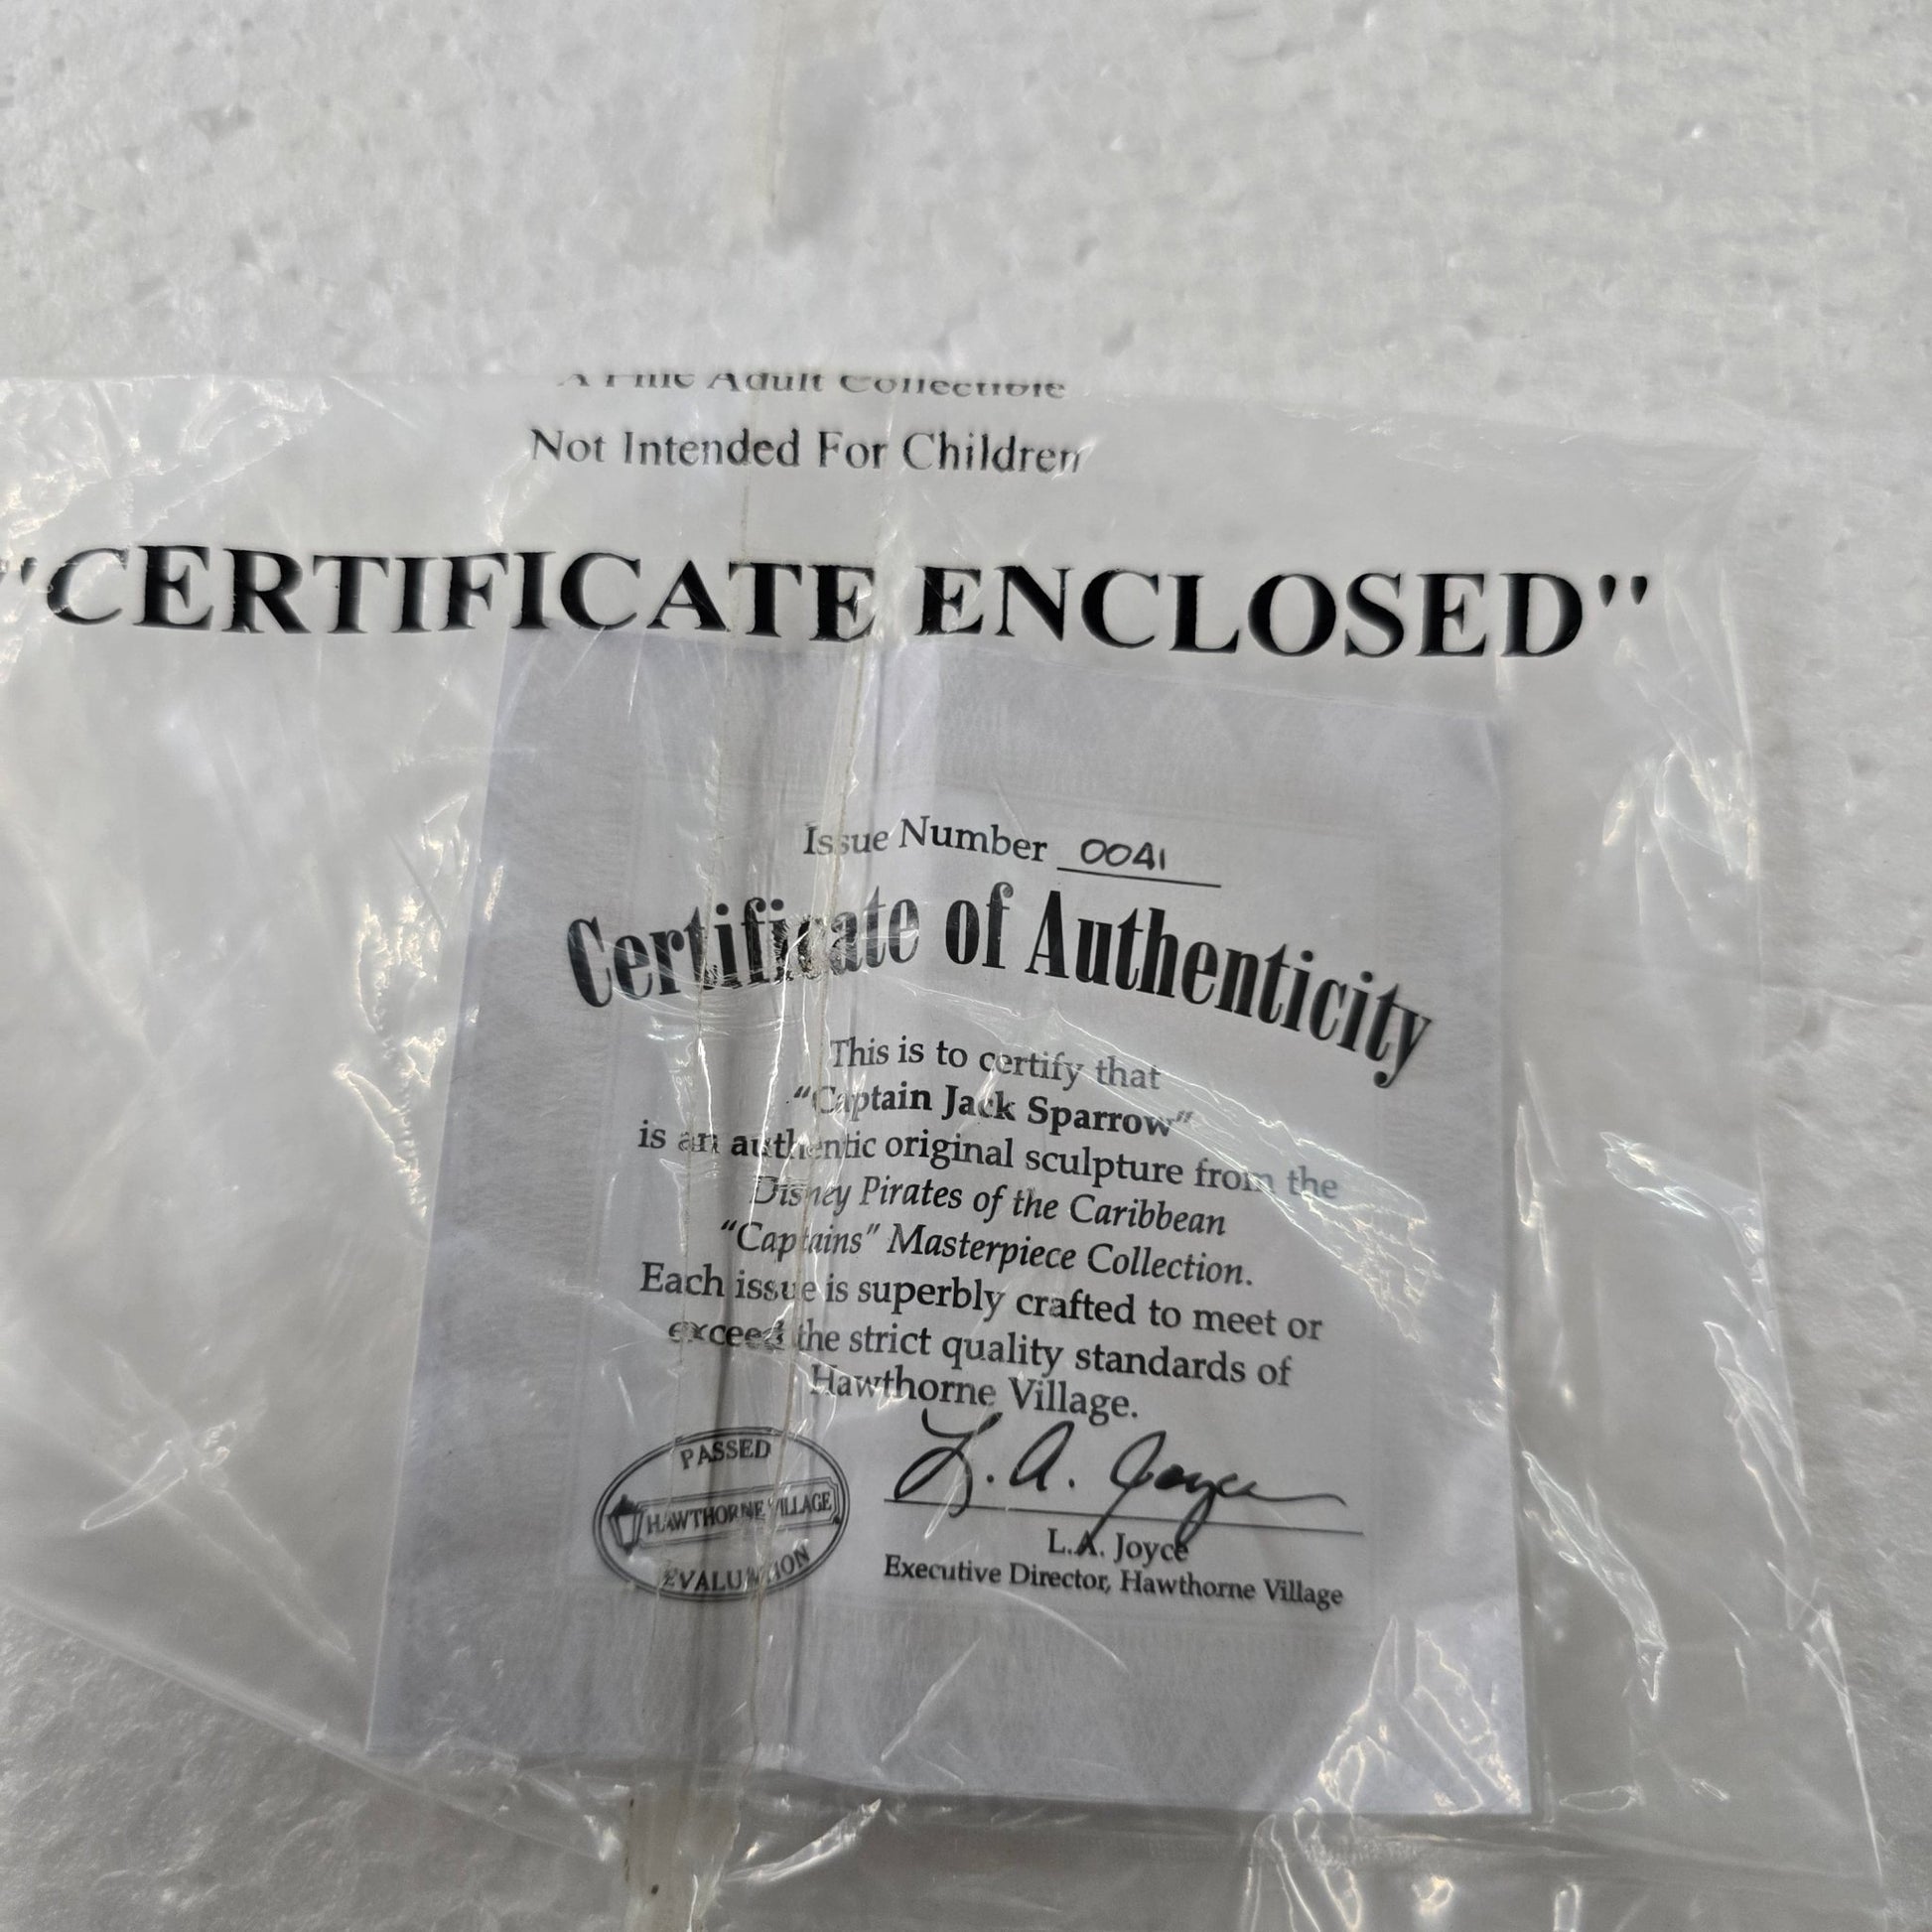 A Fine Adult Collectible
Not Intended For Children
"CERTIFICATE ENCLOSED"
Issue Number 0041
Certificate of Authenticity
This is to certify that
“Captain Jack Sparrow”
is an authentic original sculpture from the
Disney Pirates of the Caribbean
“Captains” Masterpiece Collection.
Each issue is superbly crafted to meet or
exceed the strict quality standards of
Hawthorne Village.
PASSED
HAWTHORNE VILLAGE
EVALUATION
L.A. Joyce
L.A. Joyce
Executive Director, Hawthorne Village